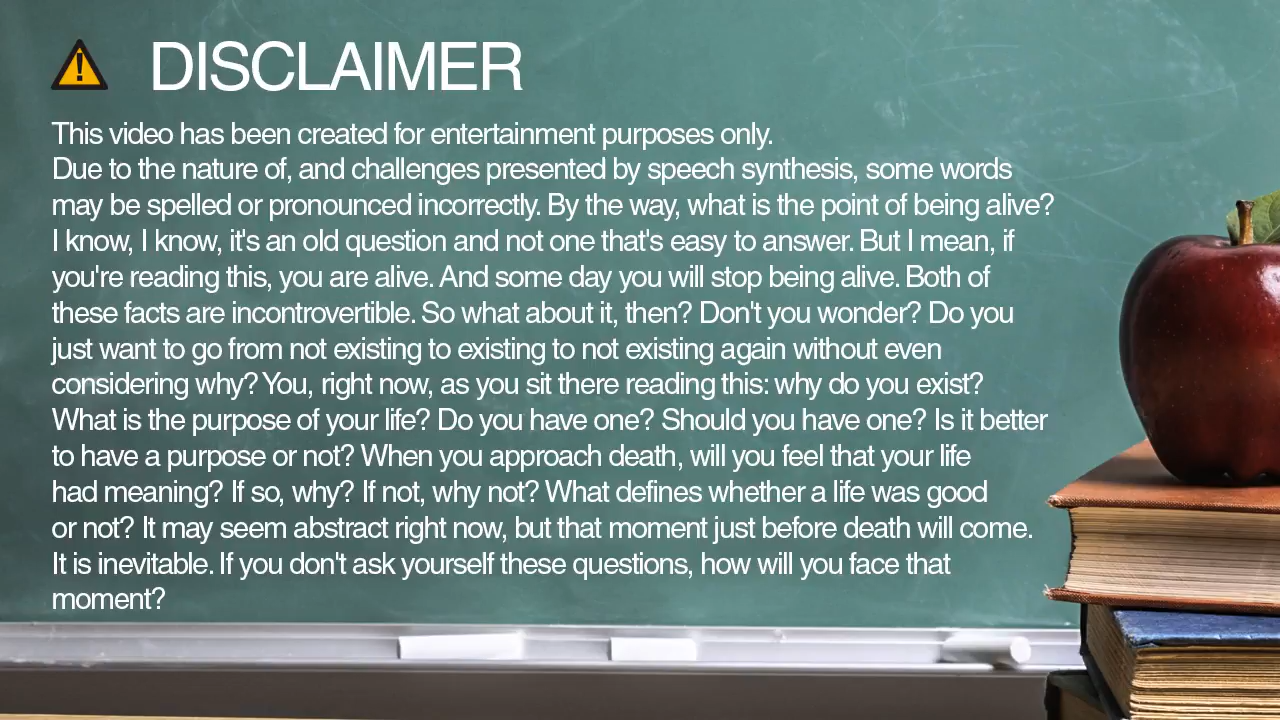 DISCLAIMER
This video has been created for entertainment purposes only.
Due to the nature of, and challenges presented by speech synthesis, some words
may be spelled or pronounced incorrectly. By the way, what is the point of being alive?
I know, I know, it's an old question and not one that's easy to answer. But I mean, if
you're reading this, you are alive. And some day you will stop being alive. Both of
these facts are incontrovertible. So what about it, then? Don't you wonder? Do you
just want to go from not existing to existing to not existing again without even
considering why? You, right now, as you sit there reading this: why do you exist?
What is the purpose of your life? Do you have one? Should you have one? Is it better
to have a purpose or not? When you approach death, will you feel that your life
had meaning? If so, why? If not, why not? What defines whether a life was good
or not? It may seem abstract right now, but that moment just before death will come.
It is inevitable. If you don't ask yourself these questions, how will you face that
moment?